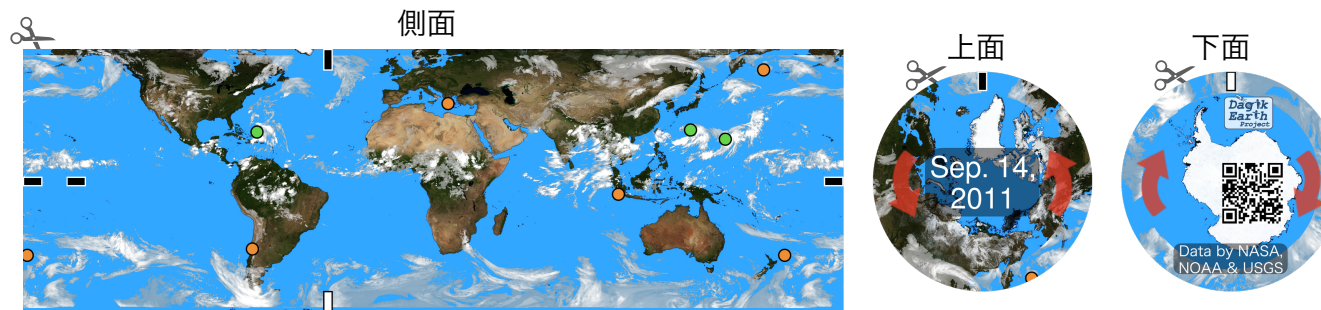 側面
上面
下面
Sep. 14,
2011
Dagik
Earth
Project
Data by NASA,
NOAA & USGS